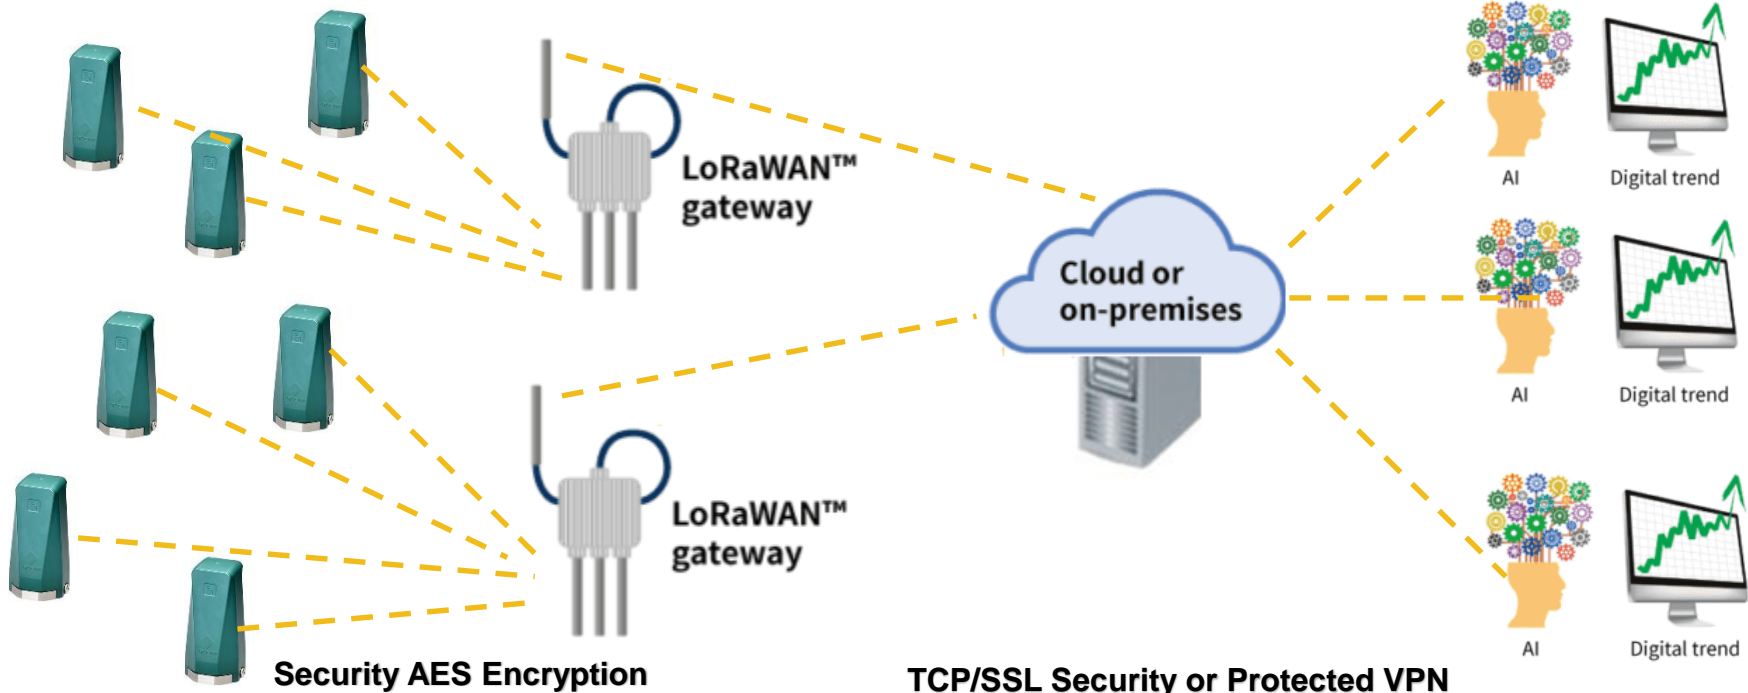 LoRaWAN™
gateway
LoRaWAN™
gateway
Cloud or
on-premises
AI
Digital trend
AI
Digital trend
AI
Digital trend
Security AES Encryption
TCP/SSL Security or Protected VPN